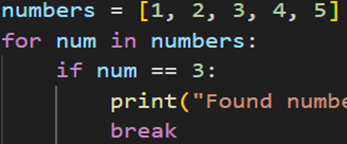 numbers = [1, 2, 3, 4, 5]
for num in numbers:
    if num == 3:
        print("Found numbe
        break